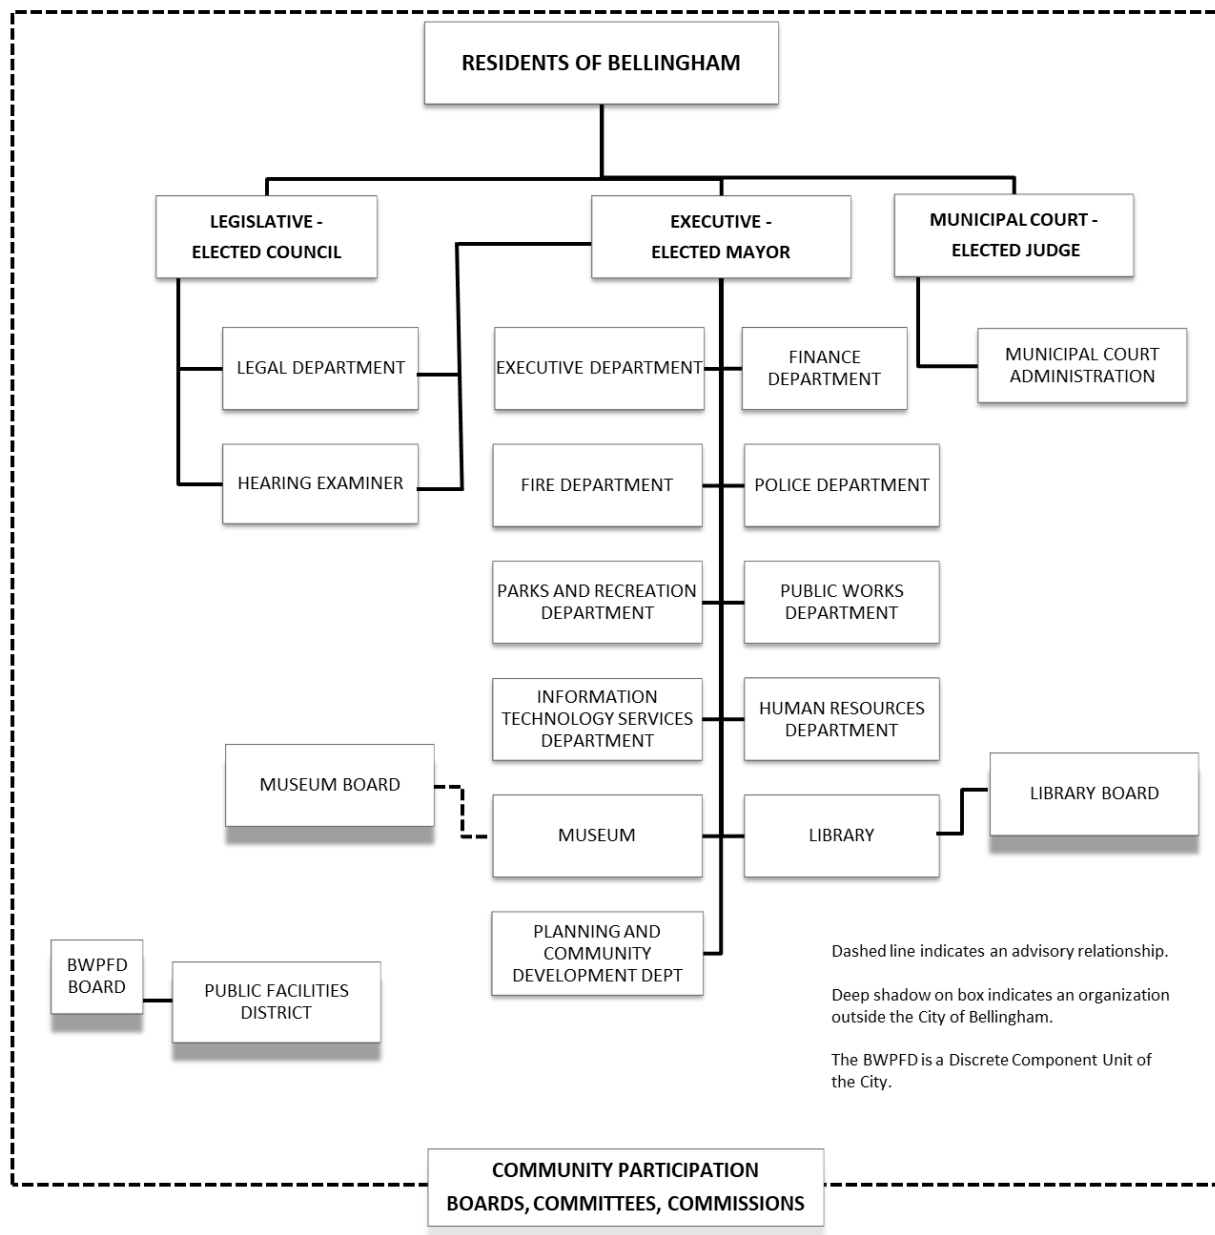 RESIDENTS OF BELLINGHAM
LEGISLATIVE -
ELECTED COUNCIL
EXECUTIVE -
ELECTED MAYOR
MUNICIPAL COURT -
ELECTED JUDGE
LEGAL DEPARTMENT
EXECUTIVE DEPARTMENT
FINANCE
DEPARTMENT
MUNICIPAL COURT
ADMINISTRATION
HEARING EXAMINER
FIRE DEPARTMENT
POLICE DEPARTMENT
PARKS AND RECREATION
DEPARTMENT
PUBLIC WORKS
DEPARTMENT
INFORMATION
TECHNOLOGY SERVICES
DEPARTMENT
HUMAN RESOURCES
DEPARTMENT
MUSEUM BOARD
MUSEUM
LIBRARY
LIBRARY BOARD
PLANNING AND
COMMUNITY
DEVELOPMENT DEPT
BWPFD
BOARD
PUBLIC FACILITIES
DISTRICT
Dashed line indicates an advisory relationship.
Deep shadow on box indicates an organization
outside the City of Bellingham.
The BWPFD is a Discrete Component Unit of
the City.
COMMUNITY PARTICIPATION
BOARDS, COMMITTEES, COMMISSIONS